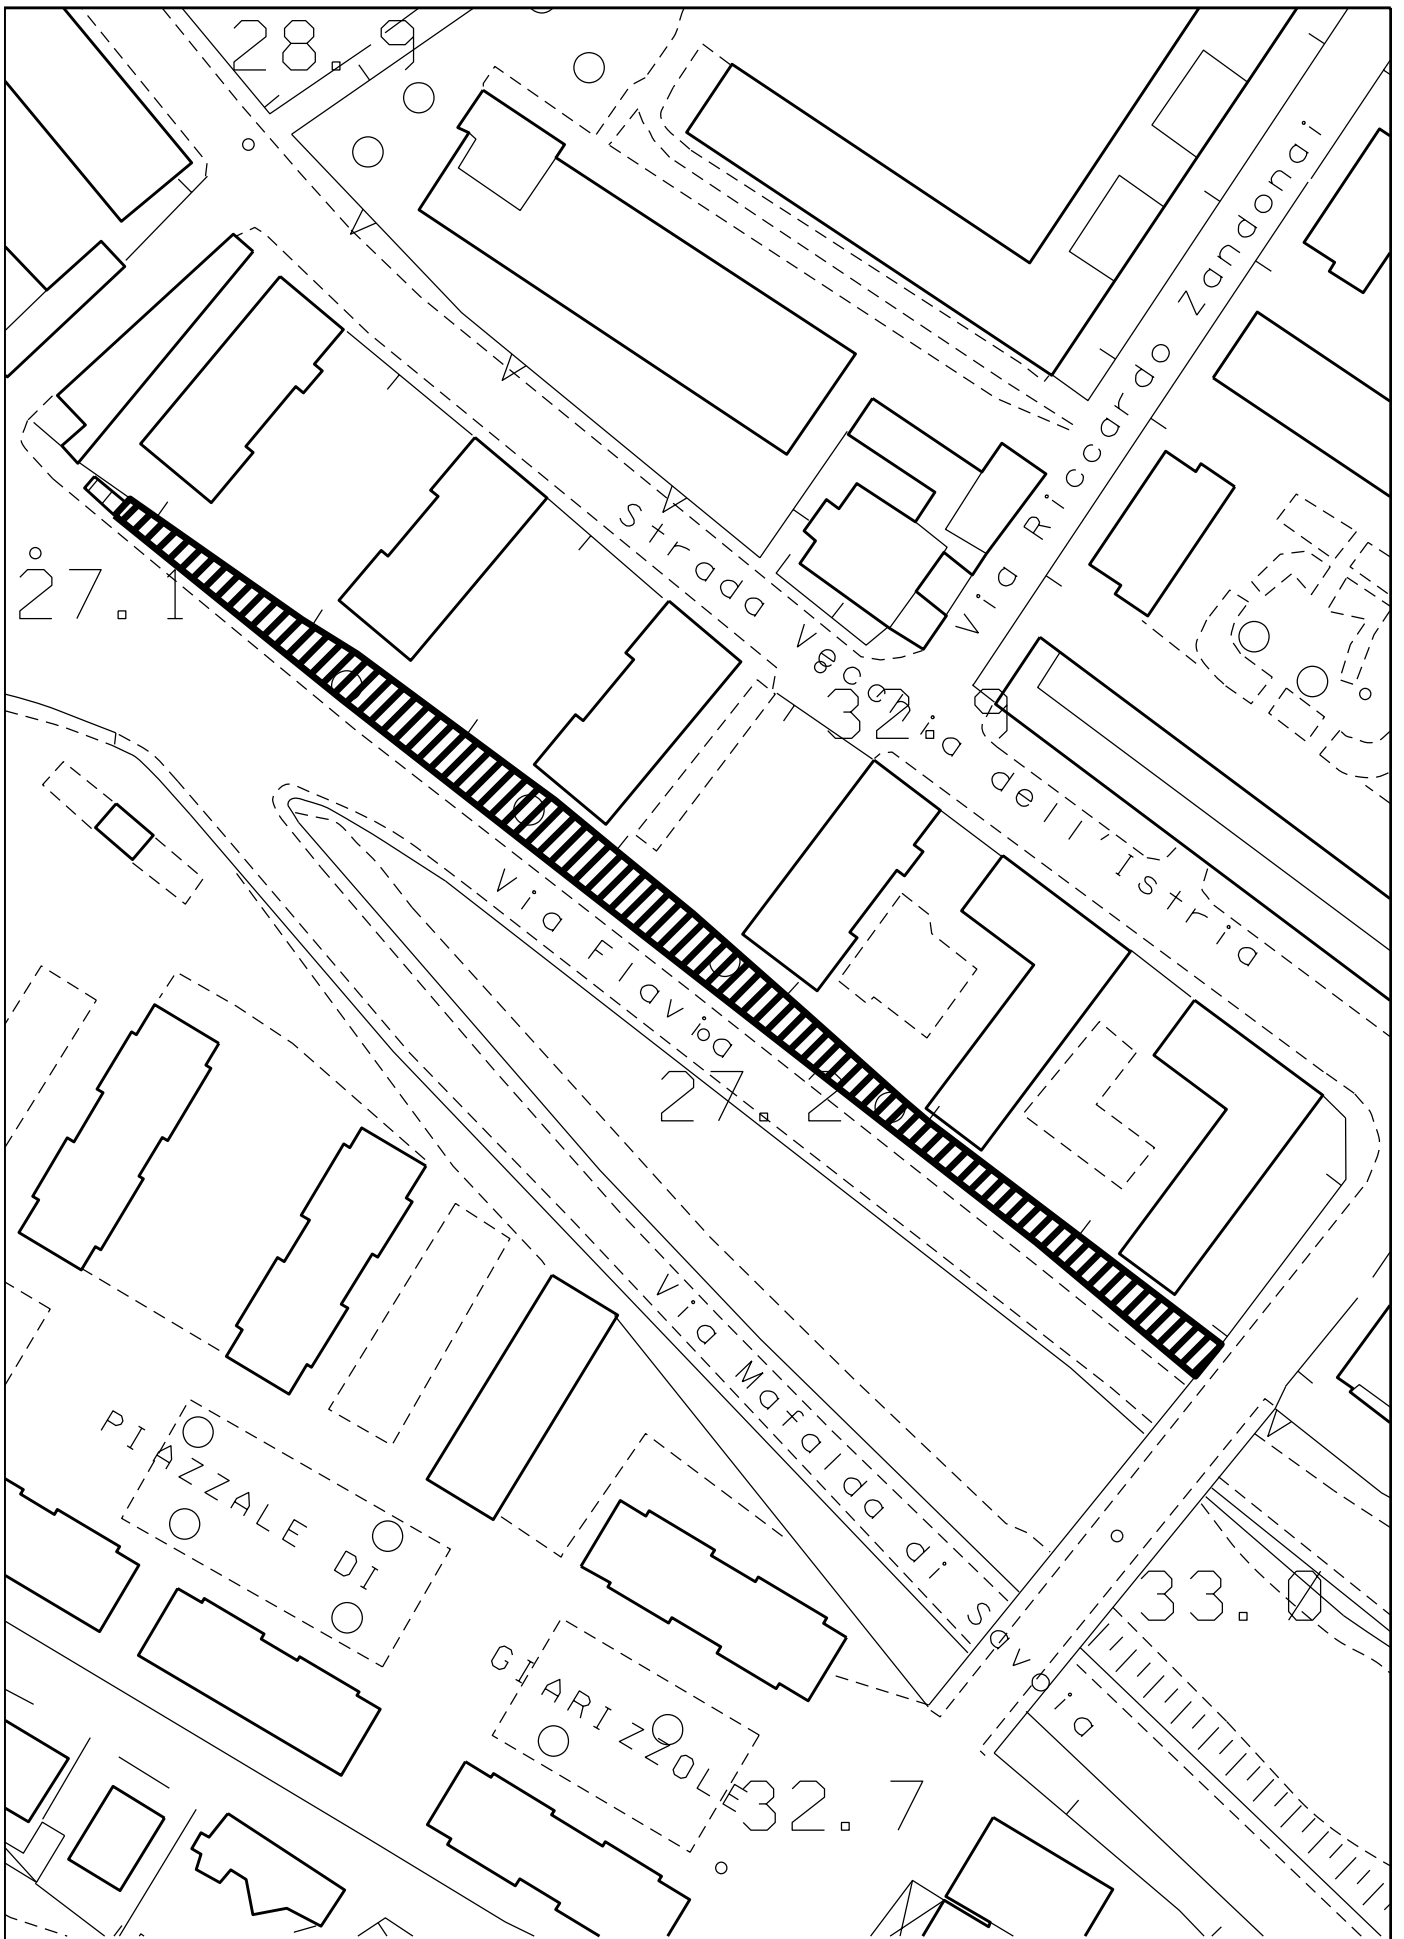 28.9
Via Riccardo Zandonai
27.1
Strada Vecchia dell'Istria
32.9
Via Flavia
27.2
Via Mafalda di Savoia
PIAZZALE DI
GIARIZZOLE
33.0
32.7